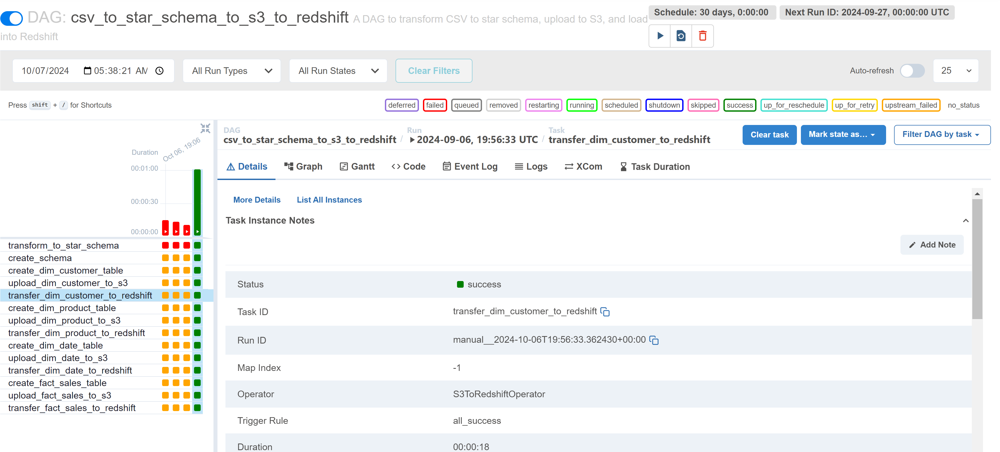 DAG: csv_to_star_schema_to_s3_to_redshift A DAG to transform CSV to star schema, upload to S3, and load
into Redshift
Schedule: 30 days, 0:00:00 Next Run ID: 2024-09-27, 00:00:00 UTC
10/07/2024 05:38:21 AM All Run Types All Run States Clear Filters Auto-refresh 25
Press shift + / for Shortcuts
deferred failed queued removed restarting running scheduled shutdown skipped success up_for_reschedule up_for_retry upstream_failed no_status
Oct 06, 19:06
Duration
00:01:00
00:00:30
00:00:00
transform_to_star_schema
create_schema
create_dim_customer_table
upload_dim_customer_to_s3
transfer_dim_customer_to_redshift
create_dim_product_table
upload_dim_product_to_s3
transfer_dim_product_to_redshift
create_dim_date_table
upload_dim_date_to_s3
transfer_dim_date_to_redshift
create_fact_sales_table
upload_fact_sales_to_s3
transfer_fact_sales_to_redshift
DAG Run Task
csv_to_star_schema_to_s3_to_redshift / 2024-09-06, 19:56:33 UTC / transfer_dim_customer_to_redshift
Clear task Mark state as... Filter DAG by task
Details Graph Gantt Code Event Log Logs XCom Task Duration
More Details List All Instances
Task Instance Notes
Add Note
Status success
Task ID transfer_dim_customer_to_redshift
Run ID manual__2024-10-06T19:56:33.362430+00:00
Map Index -1
Operator S3ToRedshiftOperator
Trigger Rule all_success
Duration 00:00:18